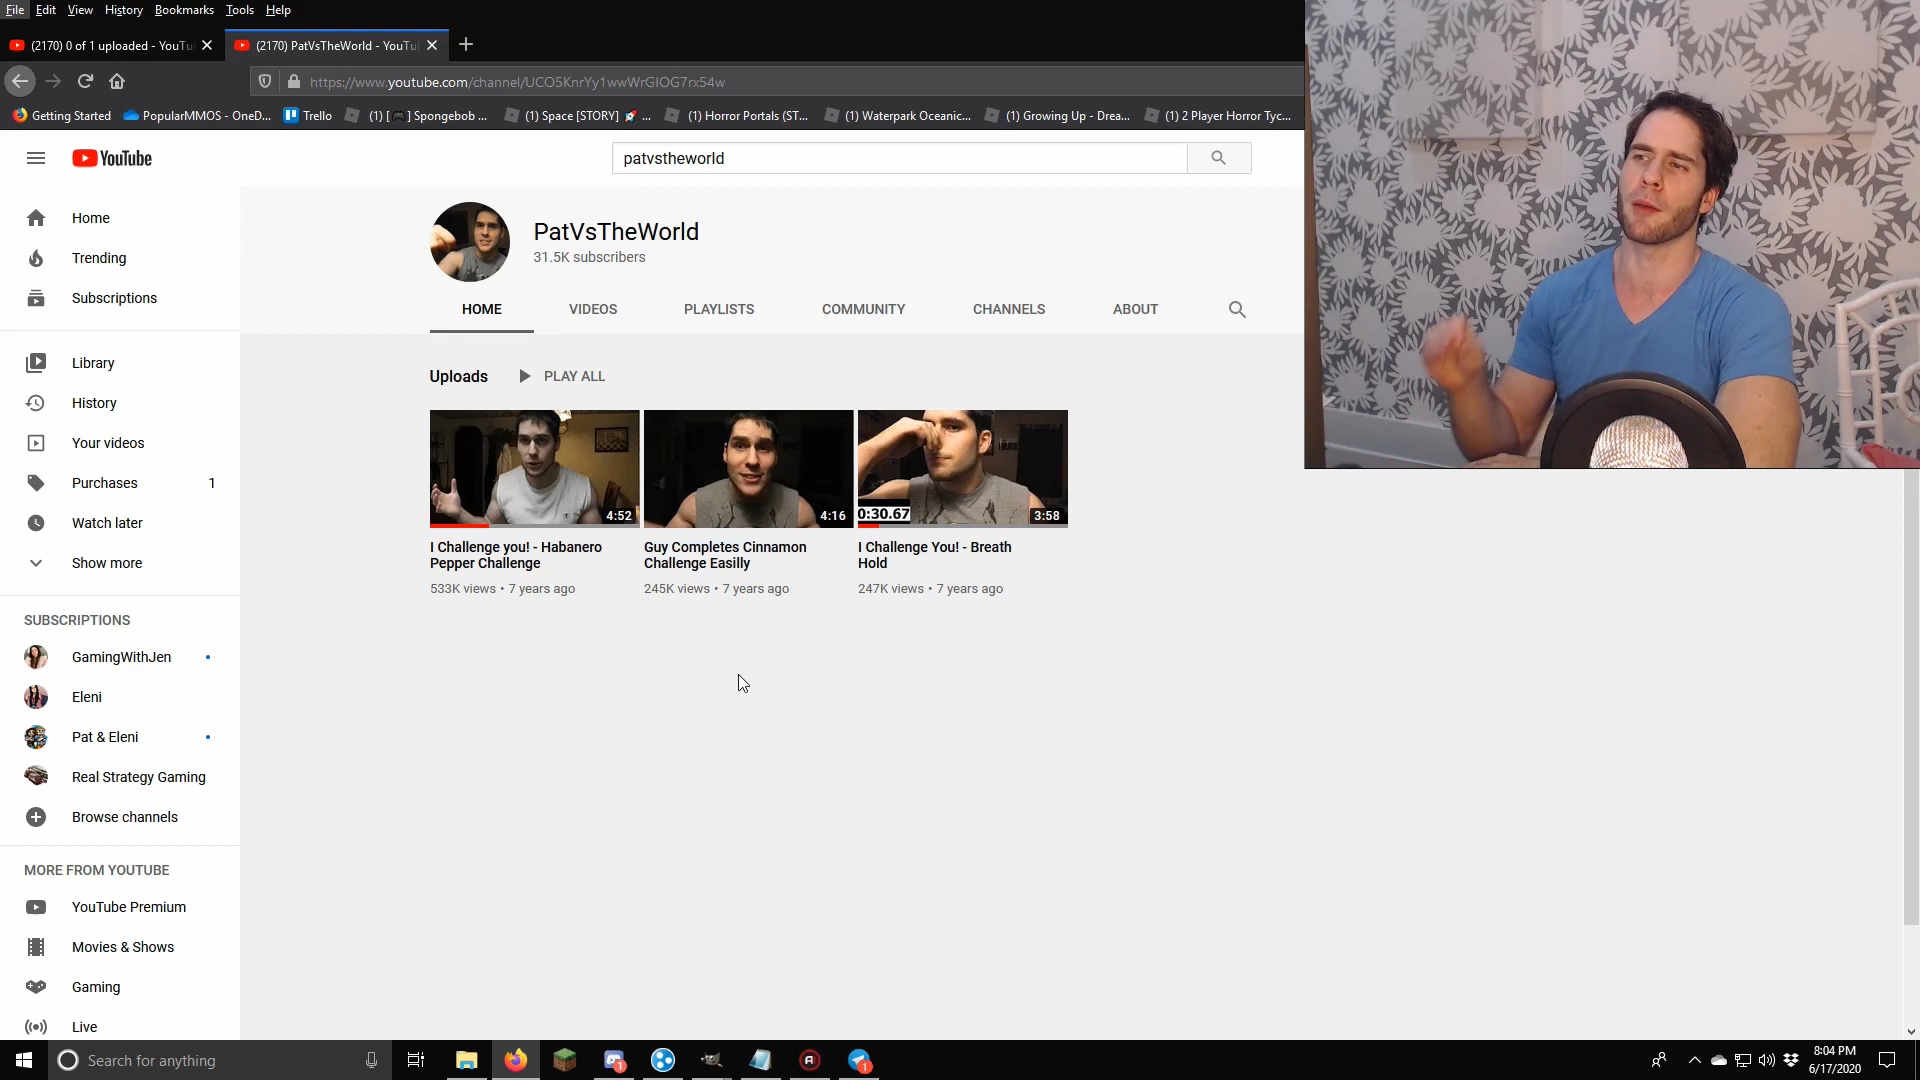 File Edit View History Bookmarks Tools Help
(2170) 0 of 1 uploaded - YouTu
(2170) PatVsTheWorld - YouTu
https://www.youtube.com/channel/UCO5KnrYy1wwWrGIOG7rx54w
Getting Started PopularMMOS - OneD... Trello (1) [🎮] Spongebob ... (1) Space [STORY] 🚀 ... (1) Horror Portals (ST... (1) Waterpark Oceanic... (1) Growing Up - Drea... (1) 2 Player Horror Tyc...
YouTube
patvstheworld
Home
Trending
Subscriptions
Library
History
Your videos
Purchases 1
Watch later
Show more
SUBSCRIPTIONS
GamingWithJen
Eleni
Pat & Eleni
Real Strategy Gaming
Browse channels
MORE FROM YOUTUBE
YouTube Premium
Movies & Shows
Gaming
Live
PatVsTheWorld
31.5K subscribers
HOME VIDEOS PLAYLISTS COMMUNITY CHANNELS ABOUT
Uploads PLAY ALL
4:52
I Challenge you! - Habanero
Pepper Challenge
533K views • 7 years ago
4:16
Guy Completes Cinnamon
Challenge Easilly
245K views • 7 years ago
0:30.67
3:58
I Challenge You! - Breath
Hold
247K views • 7 years ago
Search for anything
1
1
8:04 PM
6/17/2020